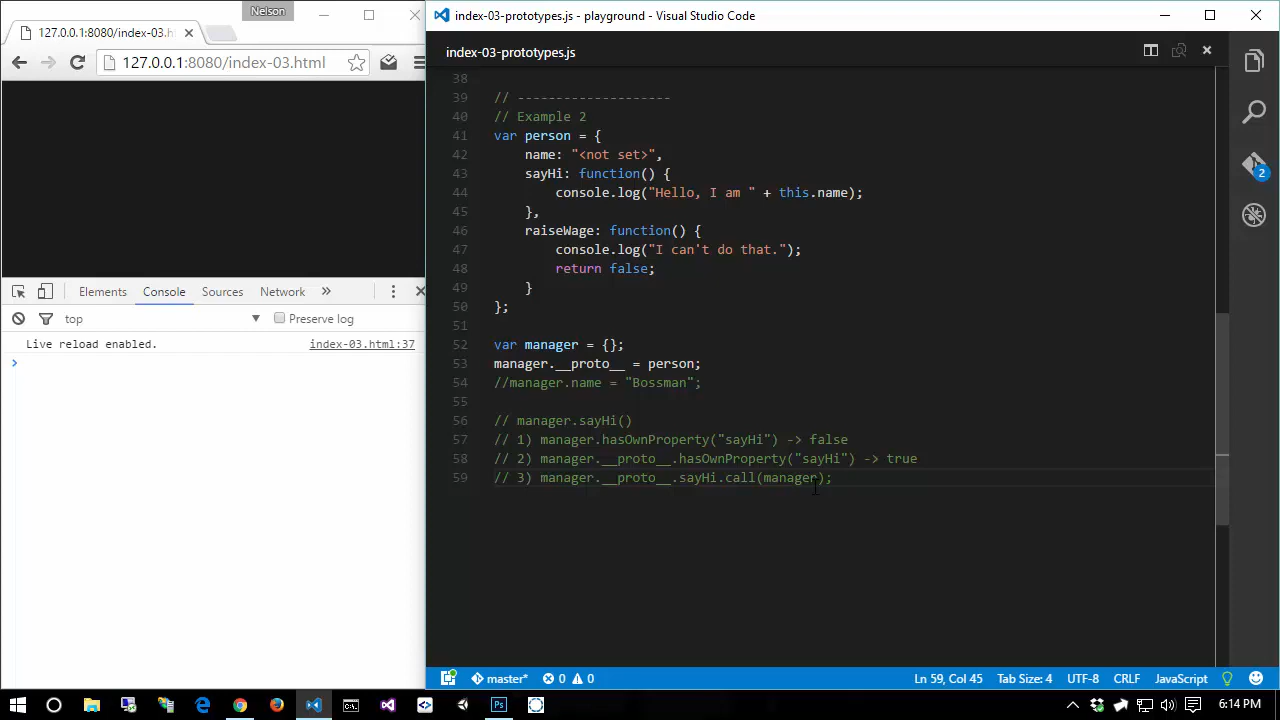 Nelson
127.0.0.1:8080/index-03.h
127.0.0.1:8080/index-03.html
Elements Console Sources Network »
top Preserve log
Live reload enabled. index-03.html:37
index-03-prototypes.js - playground - Visual Studio Code
index-03-prototypes.js
38
39 // --------------------
40 // Example 2
41 var person = {
42 name: "<not set>",
43 sayHi: function() {
44 console.log("Hello, I am " + this.name);
45 },
46 raiseWage: function() {
47 console.log("I can't do that.");
48 return false;
49 }
50 };
51
52 var manager = {};
53 manager.__proto__ = person;
54 //manager.name = "Bossman";
55
56 // manager.sayHi()
57 // 1) manager.hasOwnProperty("sayHi") -> false
58 // 2) manager.__proto__.hasOwnProperty("sayHi") -> true
59 // 3) manager.__proto__.sayHi.call(manager);
2
master* 0 0 Ln 59, Col 45 Tab Size: 4 UTF-8 CRLF JavaScript
Ps 6:14 PM